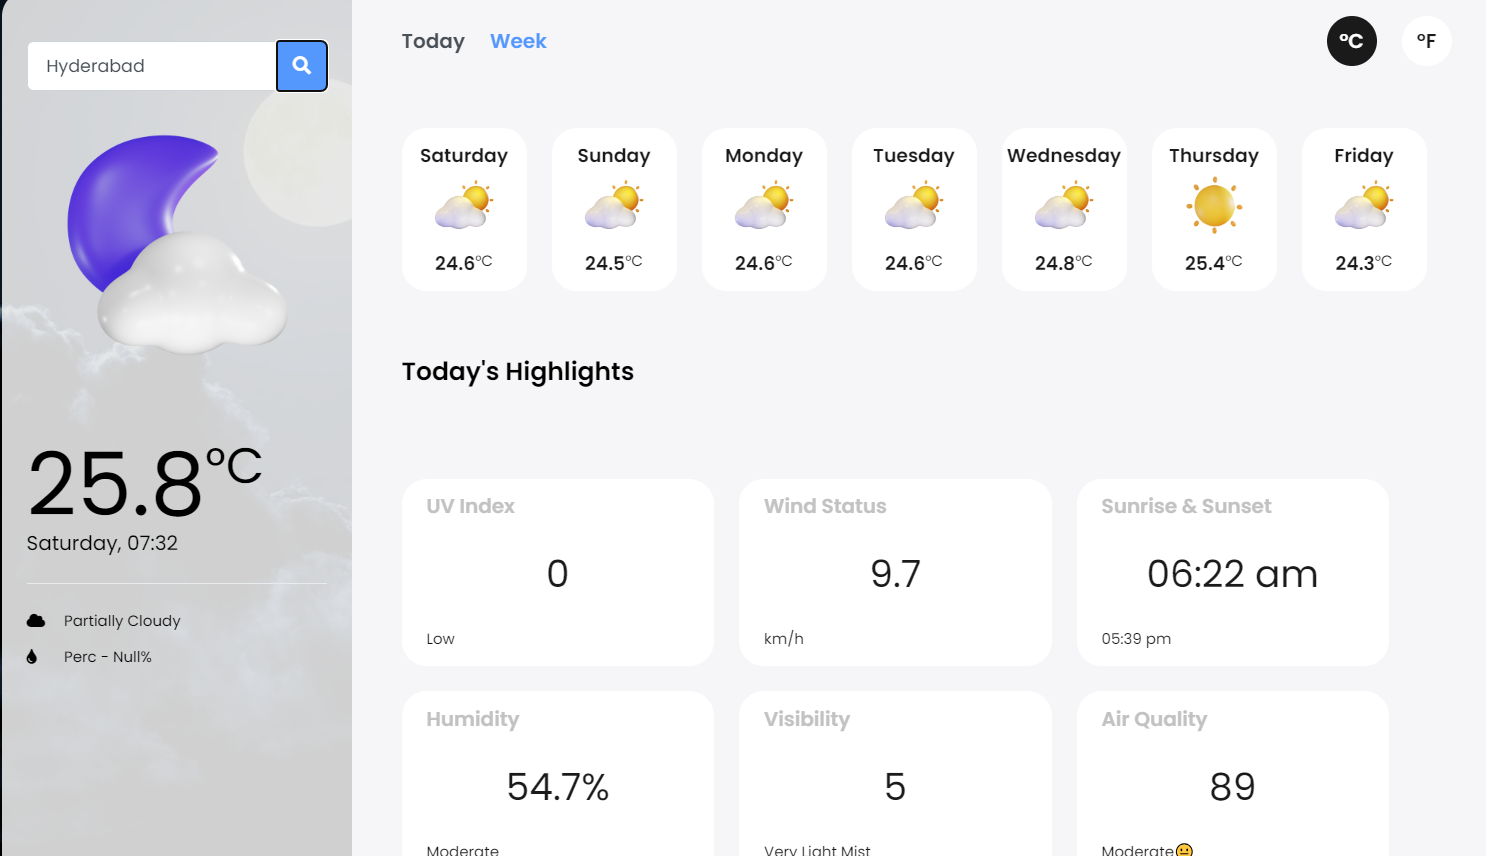 Hyderabad
25.8°C
Saturday, 07:32
Partially Cloudy
Perc - Null%
Today Week
°C °F
Saturday Sunday Monday Tuesday Wednesday Thursday Friday
24.6°C 24.5°C 24.6°C 24.6°C 24.8°C 25.4°C 24.3°C
Today's Highlights
UV Index
0
Low
Wind Status
9.7
km/h
Sunrise & Sunset
06:22 am
05:39 pm
Humidity
54.7%
Moderate
Visibility
5
Very Light Mist
Air Quality
89
Moderate😐